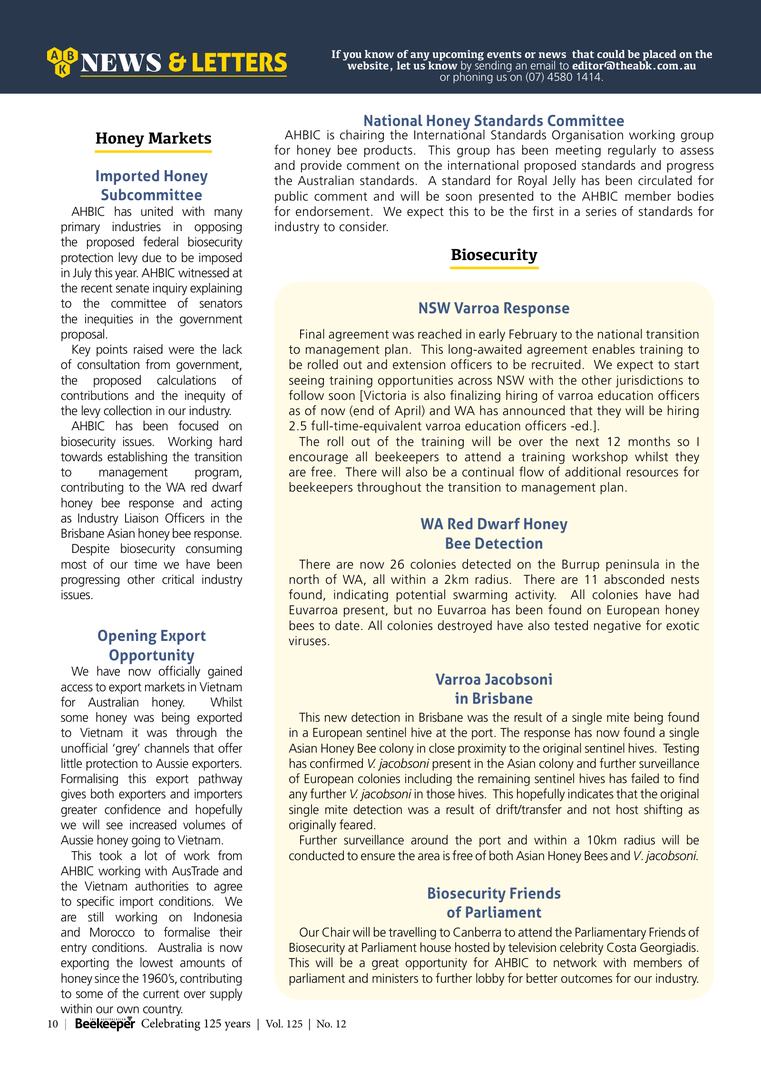 A B K
NEWS & LETTERS
If you know of any upcoming events or news that could be placed on the
website, let us know by sending an email to editor@theabk.com.au
or phoning us on (07) 4580 1414.
Honey Markets
Imported Honey
Subcommittee
AHBIC has united with many
primary industries in opposing
the proposed federal biosecurity
protection levy due to be imposed
in July this year. AHBIC witnessed at
the recent senate inquiry explaining
to the committee of senators
the inequities in the government
proposal.
Key points raised were the lack
of consultation from government,
the proposed calculations of
contributions and the inequity of
the levy collection in our industry.
AHBIC has been focused on
biosecurity issues. Working hard
towards establishing the transition
to management program,
contributing to the WA red dwarf
honey bee response and acting
as Industry Liaison Officers in the
Brisbane Asian honey bee response.
Despite biosecurity consuming
most of our time we have been
progressing other critical industry
issues.
Opening Export
Opportunity
We have now officially gained
access to export markets in Vietnam
for Australian honey. Whilst
some honey was being exported
to Vietnam it was through the
unofficial ‘grey’ channels that offer
little protection to Aussie exporters.
Formalising this export pathway
gives both exporters and importers
greater confidence and hopefully
we will see increased volumes of
Aussie honey going to Vietnam.
This took a lot of work from
AHBIC working with AusTrade and
the Vietnam authorities to agree
to specific import conditions. We
are still working on Indonesia
and Morocco to formalise their
entry conditions. Australia is now
exporting the lowest amounts of
honey since the 1960’s, contributing
to some of the current over supply
within our own country.
National Honey Standards Committee
AHBIC is chairing the International Standards Organisation working group
for honey bee products. This group has been meeting regularly to assess
and provide comment on the international proposed standards and progress
the Australian standards. A standard for Royal Jelly has been circulated for
public comment and will be soon presented to the AHBIC member bodies
for endorsement. We expect this to be the first in a series of standards for
industry to consider.
Biosecurity
NSW Varroa Response
Final agreement was reached in early February to the national transition
to management plan. This long-awaited agreement enables training to
be rolled out and extension officers to be recruited. We expect to start
seeing training opportunities across NSW with the other jurisdictions to
follow soon [Victoria is also finalizing hiring of varroa education officers
as of now (end of April) and WA has announced that they will be hiring
2.5 full-time-equivalent varroa education officers -ed.].
The roll out of the training will be over the next 12 months so I
encourage all beekeepers to attend a training workshop whilst they
are free. There will also be a continual flow of additional resources for
beekeepers throughout the transition to management plan.
WA Red Dwarf Honey
Bee Detection
There are now 26 colonies detected on the Burrup peninsula in the
north of WA, all within a 2km radius. There are 11 absconded nests
found, indicating potential swarming activity. All colonies have had
Euvarroa present, but no Euvarroa has been found on European honey
bees to date. All colonies destroyed have also tested negative for exotic
viruses.
Varroa Jacobsoni
in Brisbane
This new detection in Brisbane was the result of a single mite being found
in a European sentinel hive at the port. The response has now found a single
Asian Honey Bee colony in close proximity to the original sentinel hives. Testing
has confirmed V. jacobsoni present in the Asian colony and further surveillance
of European colonies including the remaining sentinel hives has failed to find
any further V. jacobsoni in those hives. This hopefully indicates that the original
single mite detection was a result of drift/transfer and not host shifting as
originally feared.
Further surveillance around the port and within a 10km radius will be
conducted to ensure the area is free of both Asian Honey Bees and V. jacobsoni.
Biosecurity Friends
of Parliament
Our Chair will be travelling to Canberra to attend the Parliamentary Friends of
Biosecurity at Parliament house hosted by television celebrity Costa Georgiadis.
This will be a great opportunity for AHBIC to network with members of
parliament and ministers to further lobby for better outcomes for our industry.
10 | Beekeeper Celebrating 125 years | Vol. 125 | No. 12